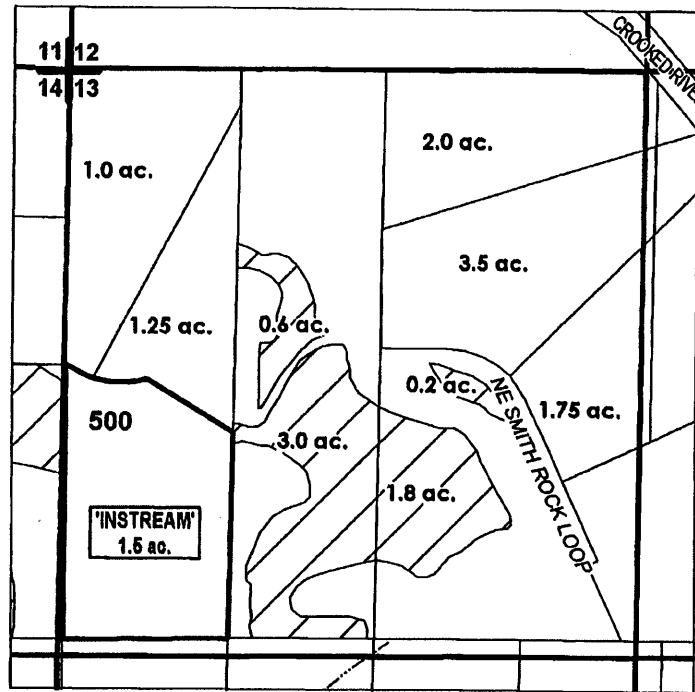 CROOKED RIVE
11 12
14 13
2.0 ac.
1.0 ac.
3.5 ac.
1.25 ac.
0.6 ac.
0.2 ac.
NE SMITH ROCK LOOP
1.75 ac.
500
3.0 ac.
1.8 ac.
'INSTREAM'
1.5 ac.